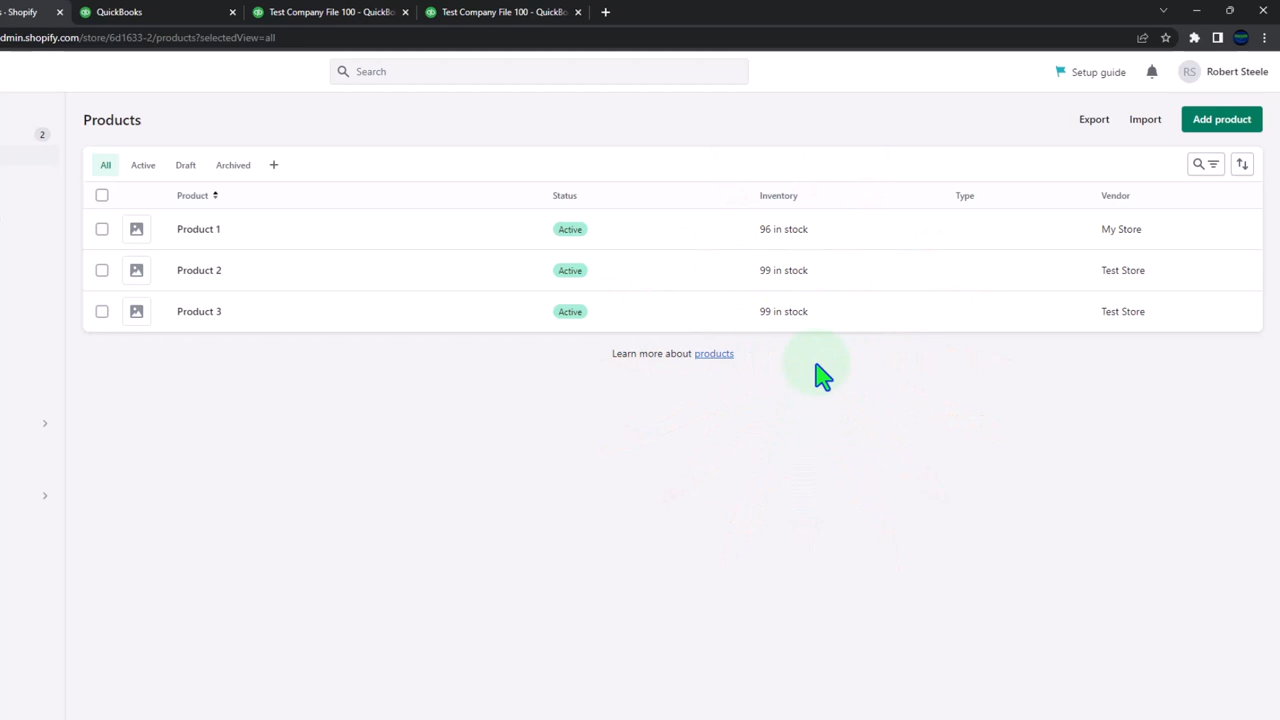 s · Shopify
QuickBooks
Test Company File 100 - QuickBo
Test Company File 100 - QuickBo
dmin.shopify.com/store/6d1633-2/products?selectedView=all
Search
Setup guide
RS
Robert Steele
2
Products
Export
Import
Add product
All
Active
Draft
Archived
Product
Status
Inventory
Type
Vendor
Product 1
Active
96 in stock
My Store
Product 2
Active
99 in stock
Test Store
Product 3
Active
99 in stock
Test Store
Learn more about products